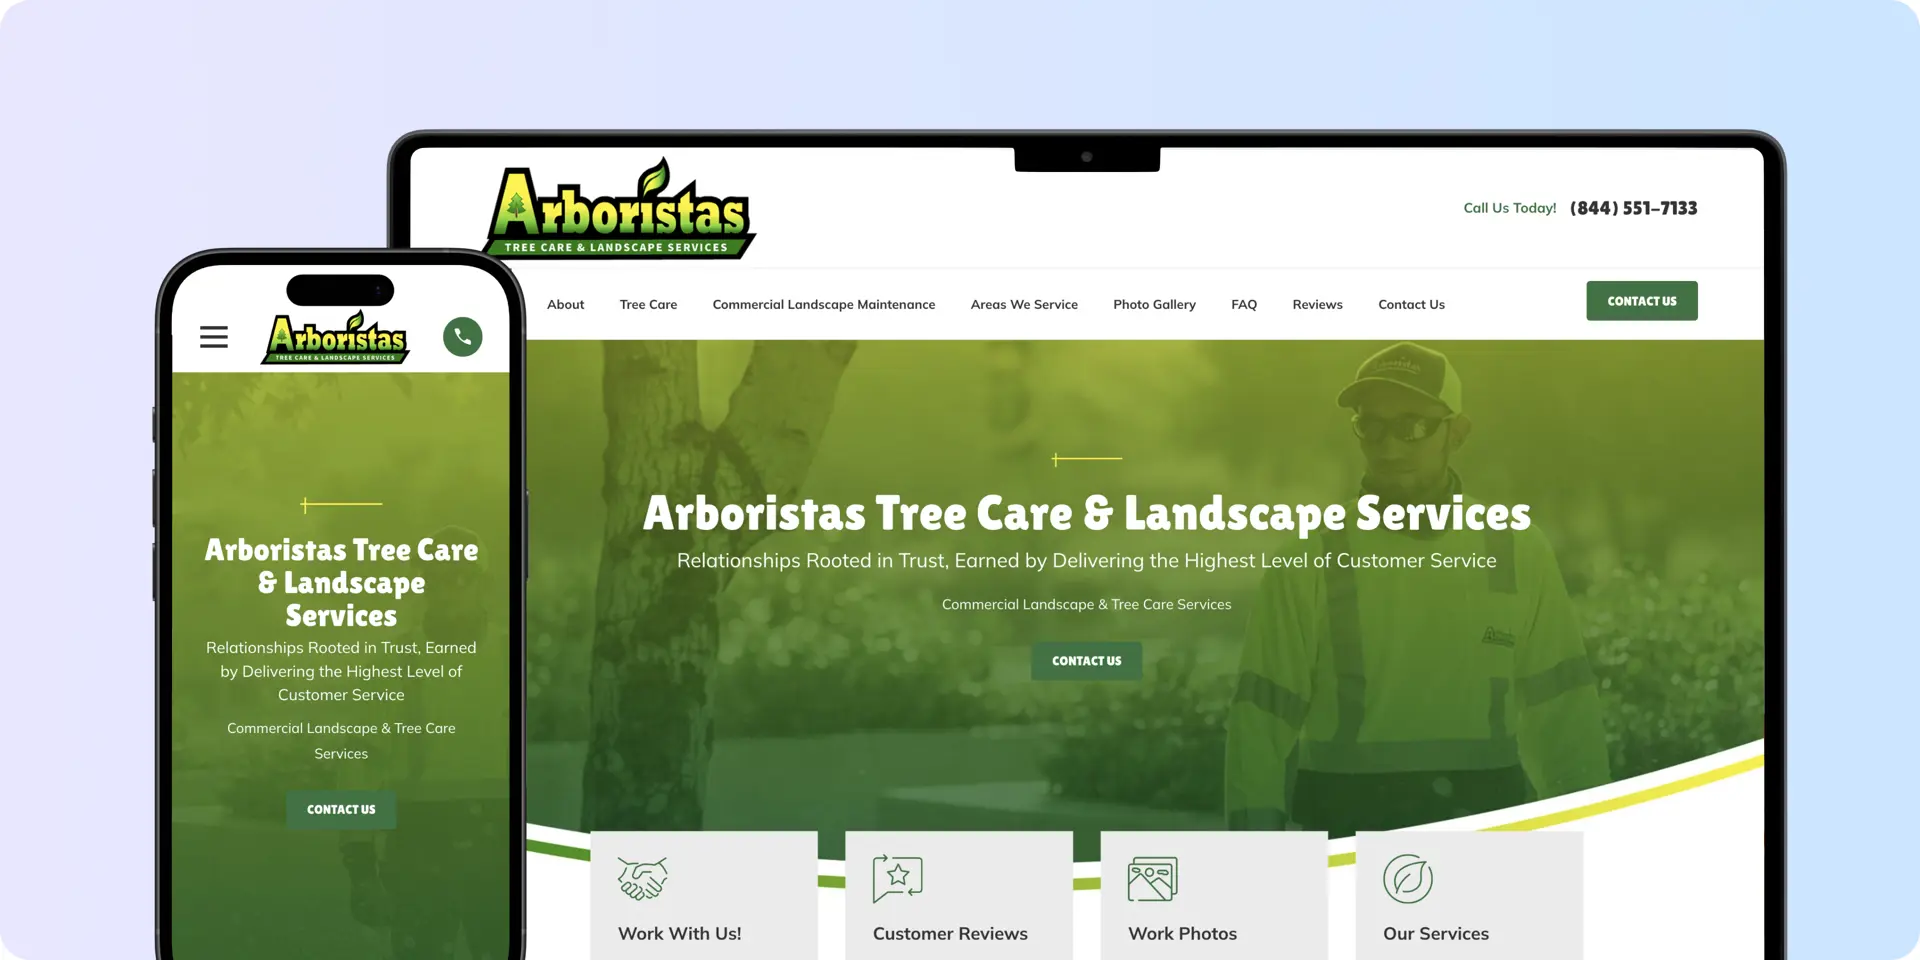 Arboristas
TREE CARE & LANDSCAPE SERVICES
Call Us Today! (844) 551-7133
About Tree Care Commercial Landscape Maintenance Areas We Service Photo Gallery FAQ Reviews Contact Us
CONTACT US
Arboristas Tree Care & Landscape Services
Relationships Rooted in Trust, Earned by Delivering the Highest Level of Customer Service
Commercial Landscape & Tree Care Services
CONTACT US
Work With Us!
Customer Reviews
Work Photos
Our Services
Arboristas
TREE CARE & LANDSCAPE SERVICES
Arboristas Tree Care
& Landscape
Services
Relationships Rooted in Trust, Earned
by Delivering the Highest Level of
Customer Service
Commercial Landscape & Tree Care
Services
CONTACT US